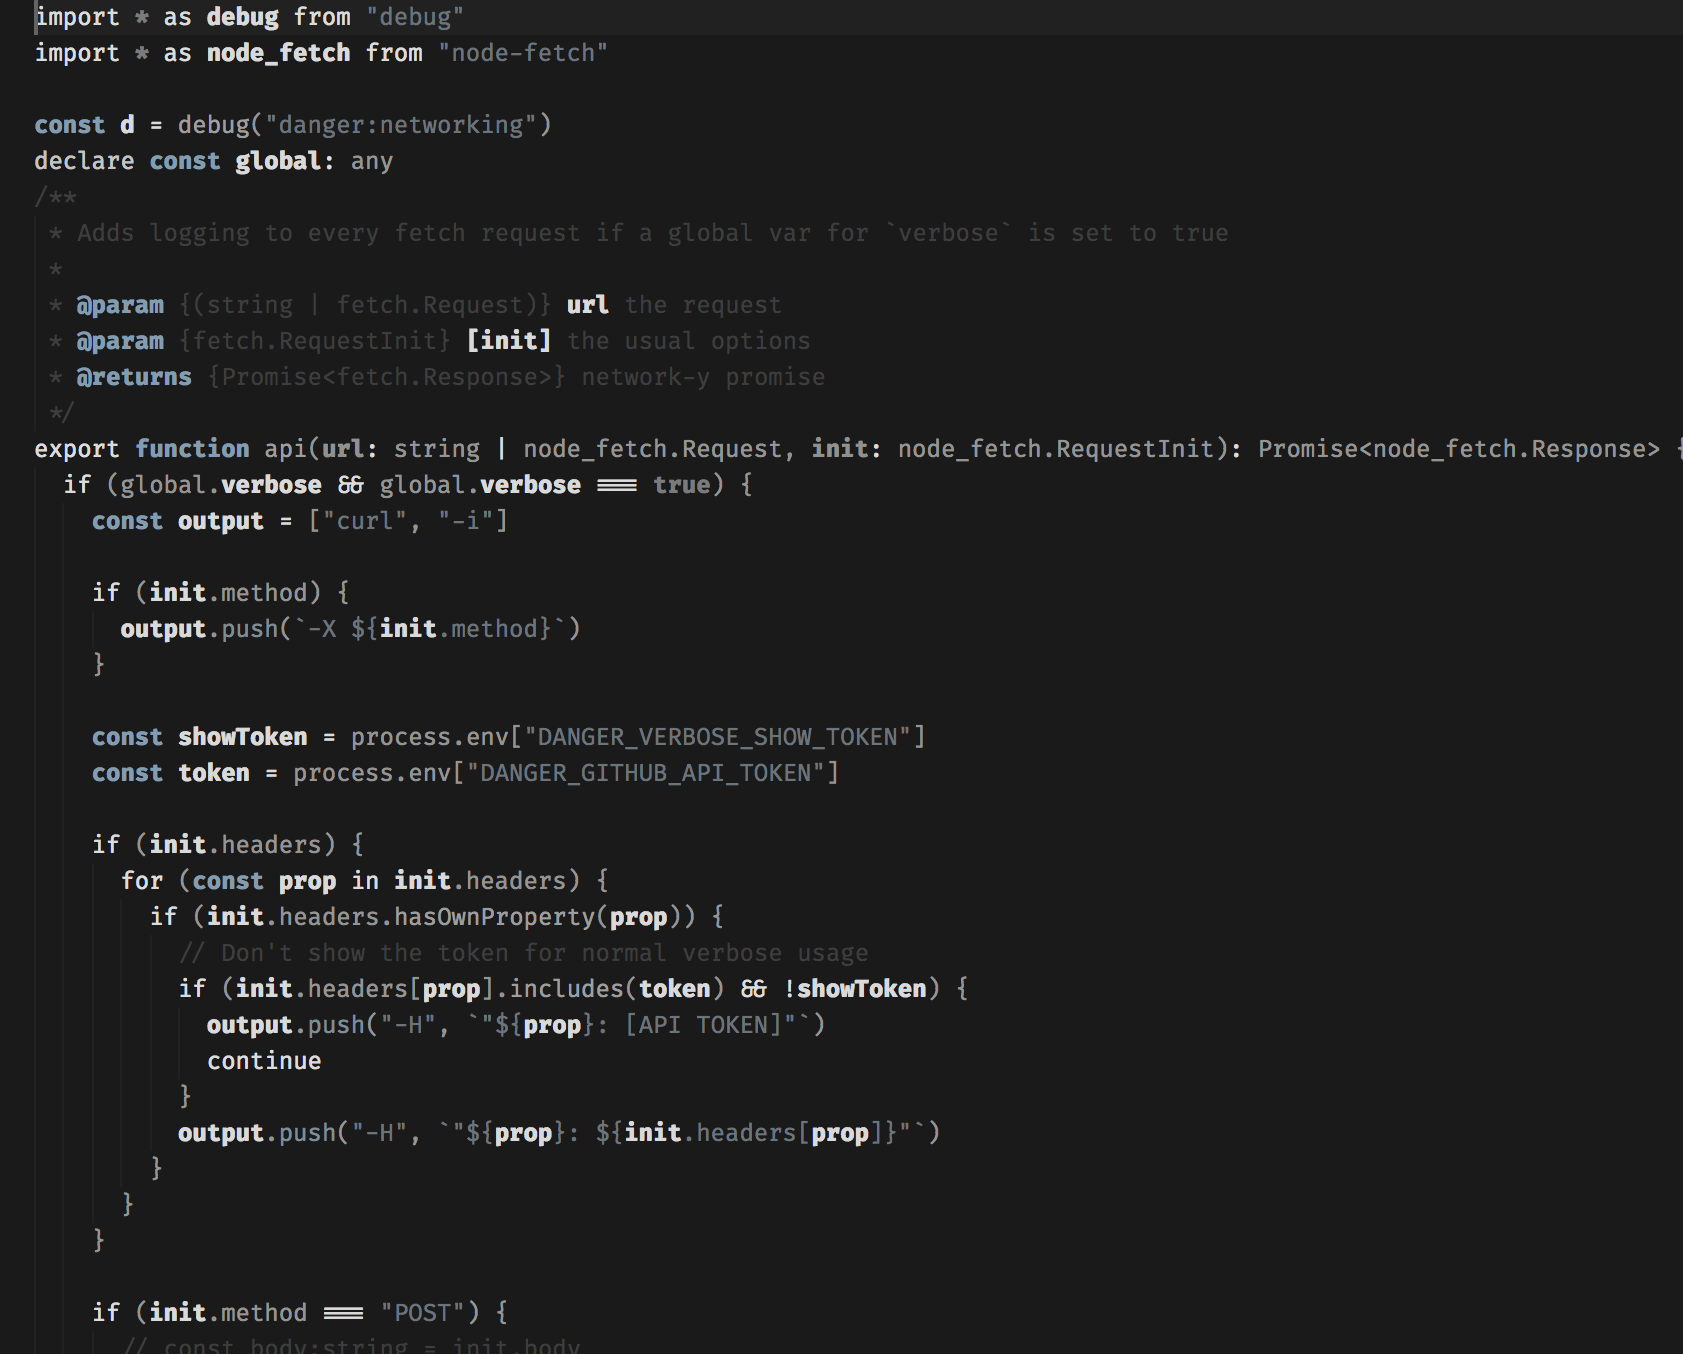 import * as debug from "debug"
import * as node_fetch from "node-fetch"
const d = debug("danger:networking")
declare const global: any
/**
* Adds logging to every fetch request if a global var for `verbose` is set to true
*
* @param {(string | fetch.Request)} url the request
* @param {fetch.RequestInit} [init] the usual options
* @returns {Promise<fetch.Response>} network-y promise
*/
export function api(url: string | node_fetch.Request, init: node_fetch.RequestInit): Promise<node_fetch.Response> {
if (global.verbose && global.verbose === true) {
const output = ["curl", "-i"]
if (init.method) {
output.push(`-X ${init.method}`)
}
const showToken = process.env["DANGER_VERBOSE_SHOW_TOKEN"]
const token = process.env["DANGER_GITHUB_API_TOKEN"]
if (init.headers) {
for (const prop in init.headers) {
if (init.headers.hasOwnProperty(prop)) {
// Don't show the token for normal verbose usage
if (init.headers[prop].includes(token) && !showToken) {
output.push("-H", `"${prop}: [API TOKEN]"`)
continue
}
output.push("-H", `"${prop}: ${init.headers[prop]}"`)
}
}
}
if (init.method === "POST") {
// const body:string = init.body